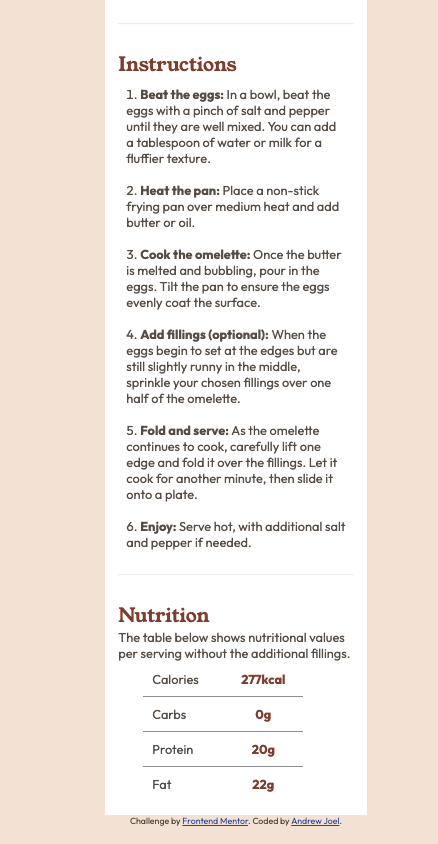 Instructions
1. Beat the eggs: In a bowl, beat the
eggs with a pinch of salt and pepper
until they are well mixed. You can add
a tablespoon of water or milk for a
fluffier texture.
2. Heat the pan: Place a non-stick
frying pan over medium heat and add
butter or oil.
3. Cook the omelette: Once the butter
is melted and bubbling, pour in the
eggs. Tilt the pan to ensure the eggs
evenly coat the surface.
4. Add fillings (optional): When the
eggs begin to set at the edges but are
still slightly runny in the middle,
sprinkle your chosen fillings over one
half of the omelette.
5. Fold and serve: As the omelette
continues to cook, carefully lift one
edge and fold it over the fillings. Let it
cook for another minute, then slide it
onto a plate.
6. Enjoy: Serve hot, with additional salt
and pepper if needed.
Nutrition
The table below shows nutritional values
per serving without the additional fillings.
Calories 277kcal
Carbs 0g
Protein 20g
Fat 22g
Challenge by Frontend Mentor. Coded by Andrew Joel.